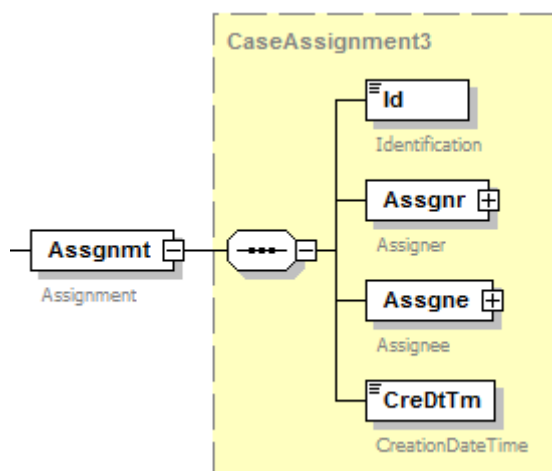 CaseAssignment3
Id
Identification
Assgnr
Assigner
Assgnmt
Assignment
Assgne
Assignee
CreDtTm
CreationDateTime